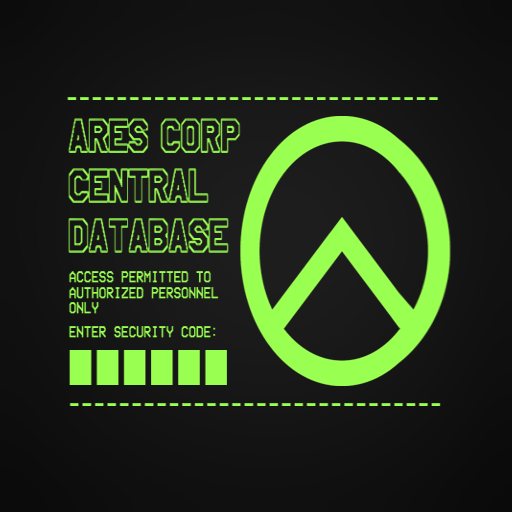 ARES CORP
CENTRAL
DATABASE
ACCESS PERMITTED TO
AUTHORIZED PERSONNEL
ONLY
ENTER SECURITY CODE: